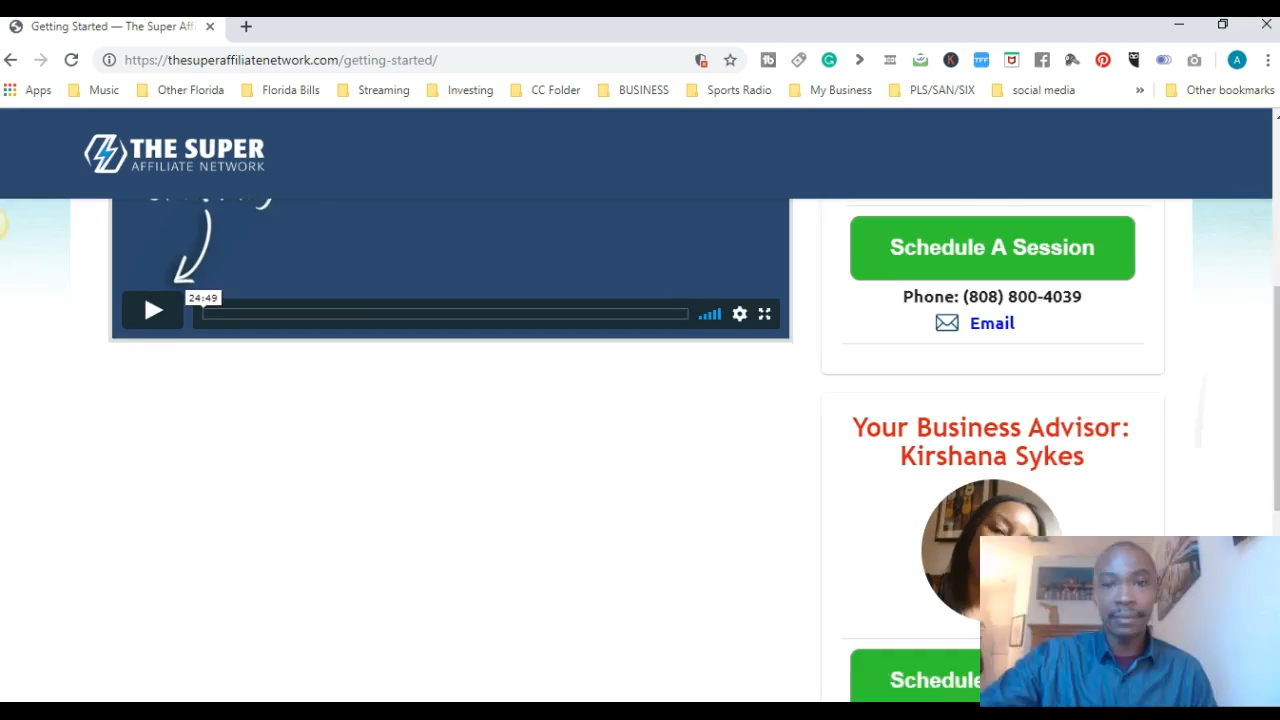 Getting Started — The Super Aff
https://thesuperaffiliatenetwork.com/getting-started/
Apps
Music
Other Florida
Florida Bills
Streaming
Investing
CC Folder
BUSINESS
Sports Radio
My Business
PLS/SAN/SIX
social media
»
Other bookmarks
THE SUPER
AFFILIATE NETWORK
24:49
Schedule A Session
Phone: (808) 800-4039
Email
Your Business Advisor:
Kirshana Sykes
Schedule